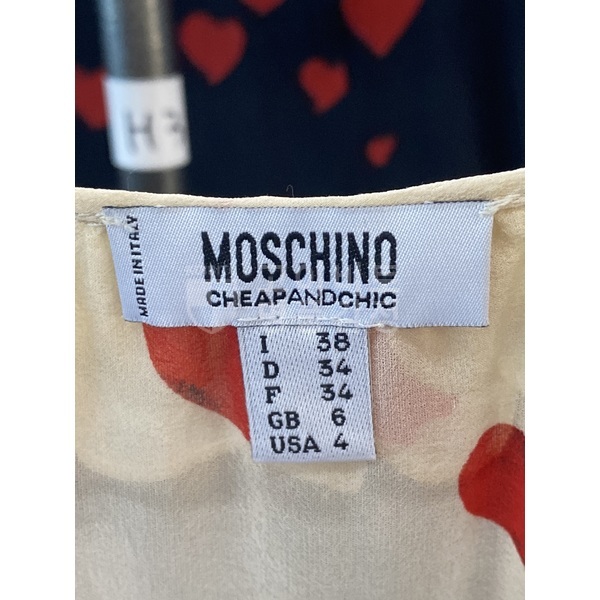 MOSCHINO
CHEAPANDCHIC
MADE IN ITALY
I 38
D 34
F 34
GB 6
USA 4